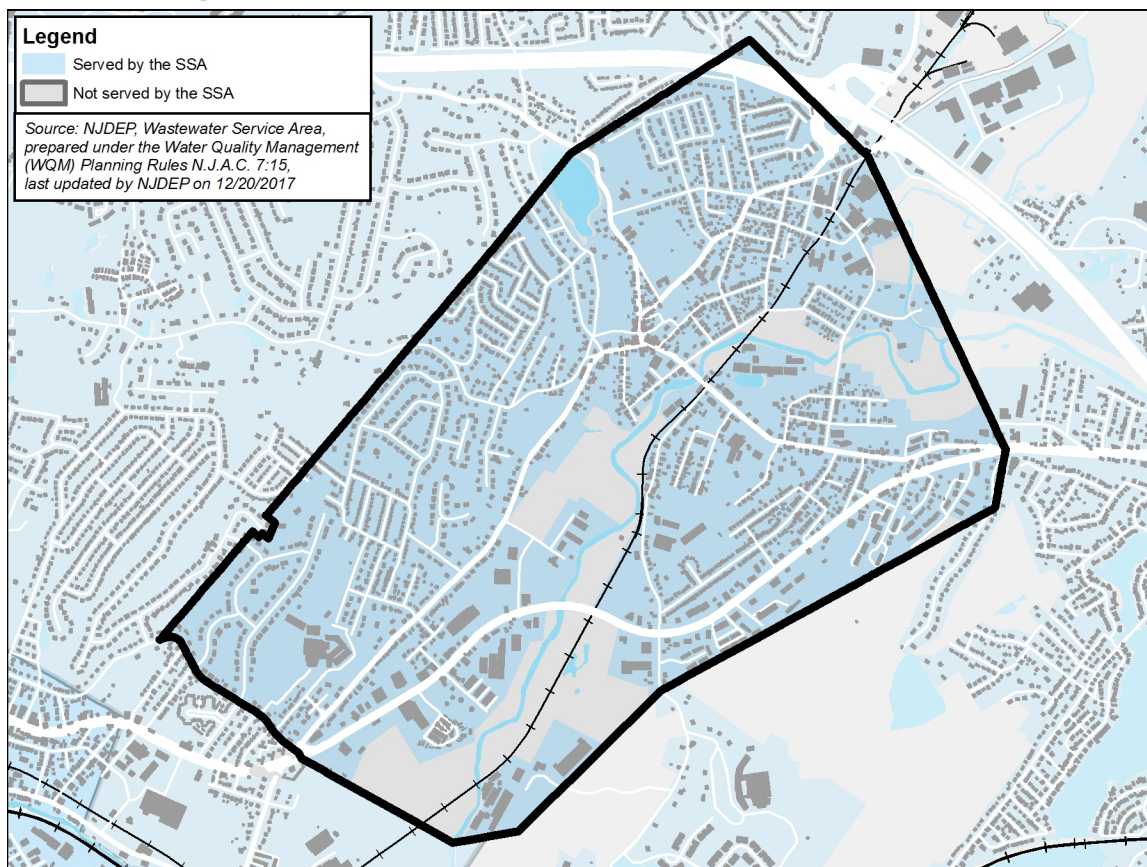 Legend
Served by the SSA
Not served by the SSA
Source: NJDEP, Wastewater Service Area,
prepared under the Water Quality Management
(WQM) Planning Rules N.J.A.C. 7:15,
last updated by NJDEP on 12/20/2017